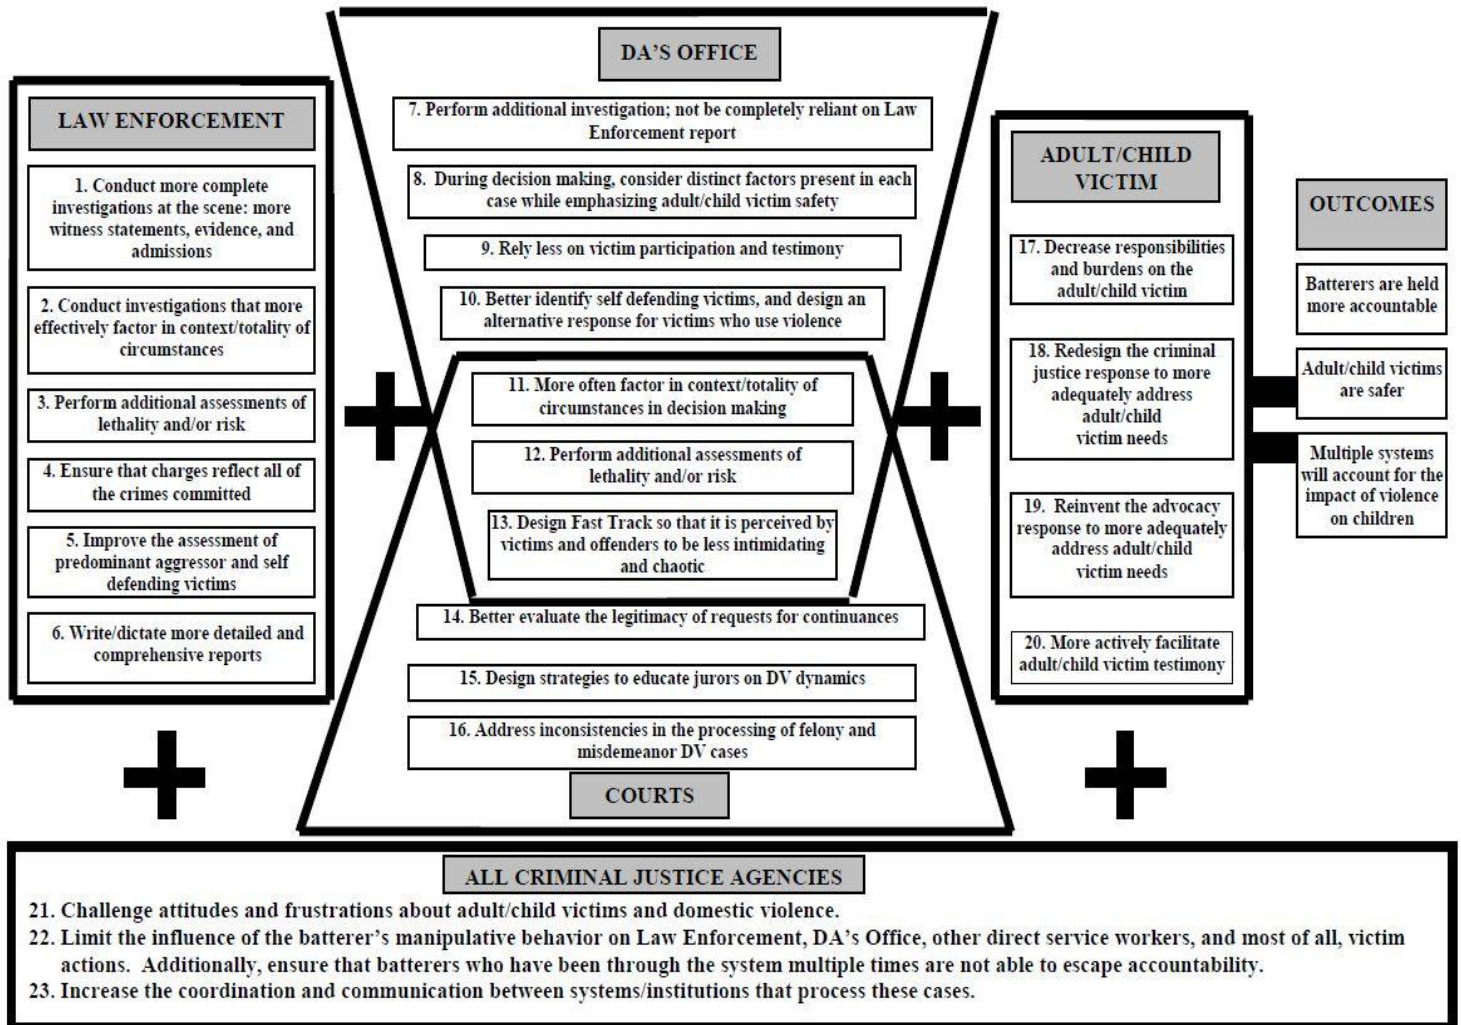 LAW ENFORCEMENT
1. Conduct more complete
investigations at the scene: more
witness statements, evidence, and
admissions
2. Conduct investigations that more
effectively factor in context/totality of
circumstances
3. Perform additional assessments of
lethality and/or risk
4. Ensure that charges reflect all of
the crimes committed
5. Improve the assessment of
predominant aggressor and self
defending victims
6. Write/dictate more detailed and
comprehensive reports
DA'S OFFICE
7. Perform additional investigation; not be completely reliant on Law
Enforcement report
8. During decision making, consider distinct factors present in each
case while emphasizing adult/child victim safety
9. Rely less on victim participation and testimony
10. Better identify self defending victims, and design an
alternative response for victims who use violence
11. More often factor in context/totality of
circumstances in decision making
12. Perform additional assessments of
lethality and/or risk
13. Design Fast Track so that it is perceived by
victims and offenders to be less intimidating
and chaotic
14. Better evaluate the legitimacy of requests for continuances
15. Design strategies to educate jurors on DV dynamics
16. Address inconsistencies in the processing of felony and
misdemeanor DV cases
COURTS
ADULT/CHILD
VICTIM
17. Decrease responsibilities
and burdens on the
adult/child victim
18. Redesign the criminal
justice response to more
adequately address
adult/child
victim needs
19. Reinvent the advocacy
response to more adequately
address adult/child
victim needs
20. More actively facilitate
adult/child victim testimony
OUTCOMES
Batterers are held
more accountable
Adult/child victims
are safer
Multiple systems
will account for the
impact of violence
on children
ALL CRIMINAL JUSTICE AGENCIES
21. Challenge attitudes and frustrations about adult/child victims and domestic violence.
22. Limit the influence of the batterer's manipulative behavior on Law Enforcement, DA's Office, other direct service workers, and most of all, victim
actions. Additionally, ensure that batterers who have been through the system multiple times are not able to escape accountability.
23. Increase the coordination and communication between systems/institutions that process these cases.